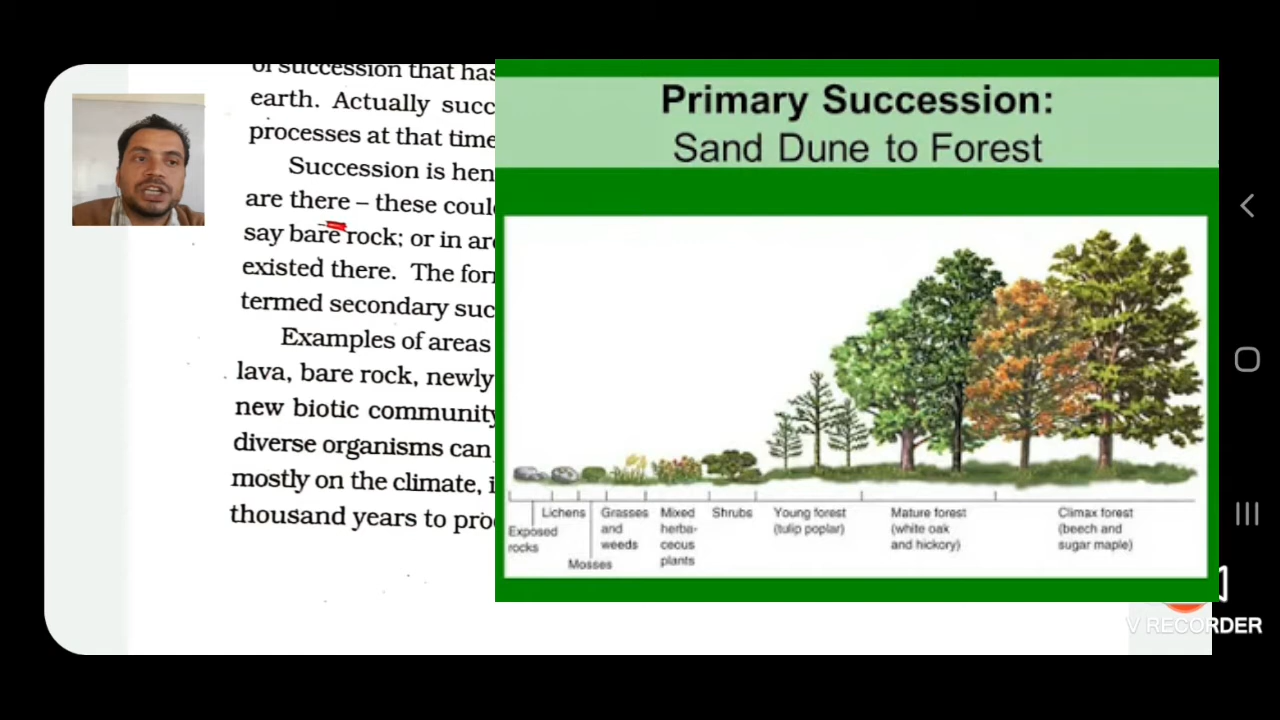 of succession that has
earth. Actually succ
processes at that time
Succession is hen
are there – these coul
say bare rock; or in are
existed there. The for
termed secondary suc
Examples of areas
lava, bare rock, newly
new biotic community
diverse organisms can
mostly on the climate, i
thousand years to pro
Primary Succession:
Sand Dune to Forest
Exposed
rocks
Lichens
Mosses
Grasses
and
weeds
Mixed
herba-
cecus
plants
Shrubs
Young forest
(tulip poplar)
Mature forest
(white oak
and hickory)
Climax forest
(beech and
sugar maple)
V RECORDER